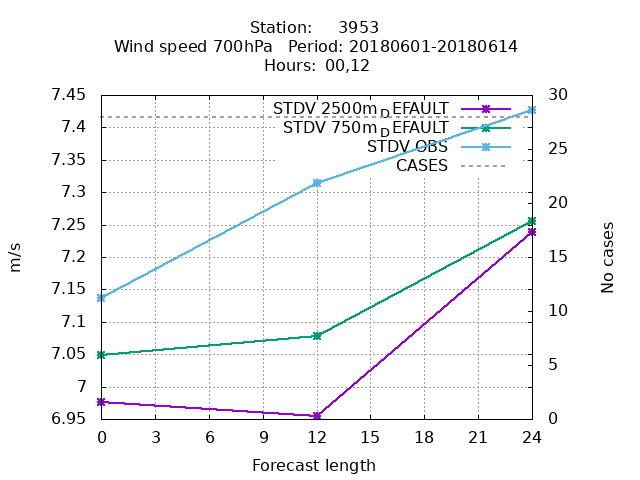 Station: 3953
Wind speed 700hPa Period: 20180601-20180614
Hours: 00,12
7.45
7.4
7.35
7.3
7.25
7.2
7.15
7.1
7.05
7
6.95
m/s
STDV 2500m_DEFAULT
STDV 750m_DEFAULT
STDV OBS
CASES
30
25
20
15
10
5
0
No cases
0 3 6 9 12 15 18 21 24
Forecast length